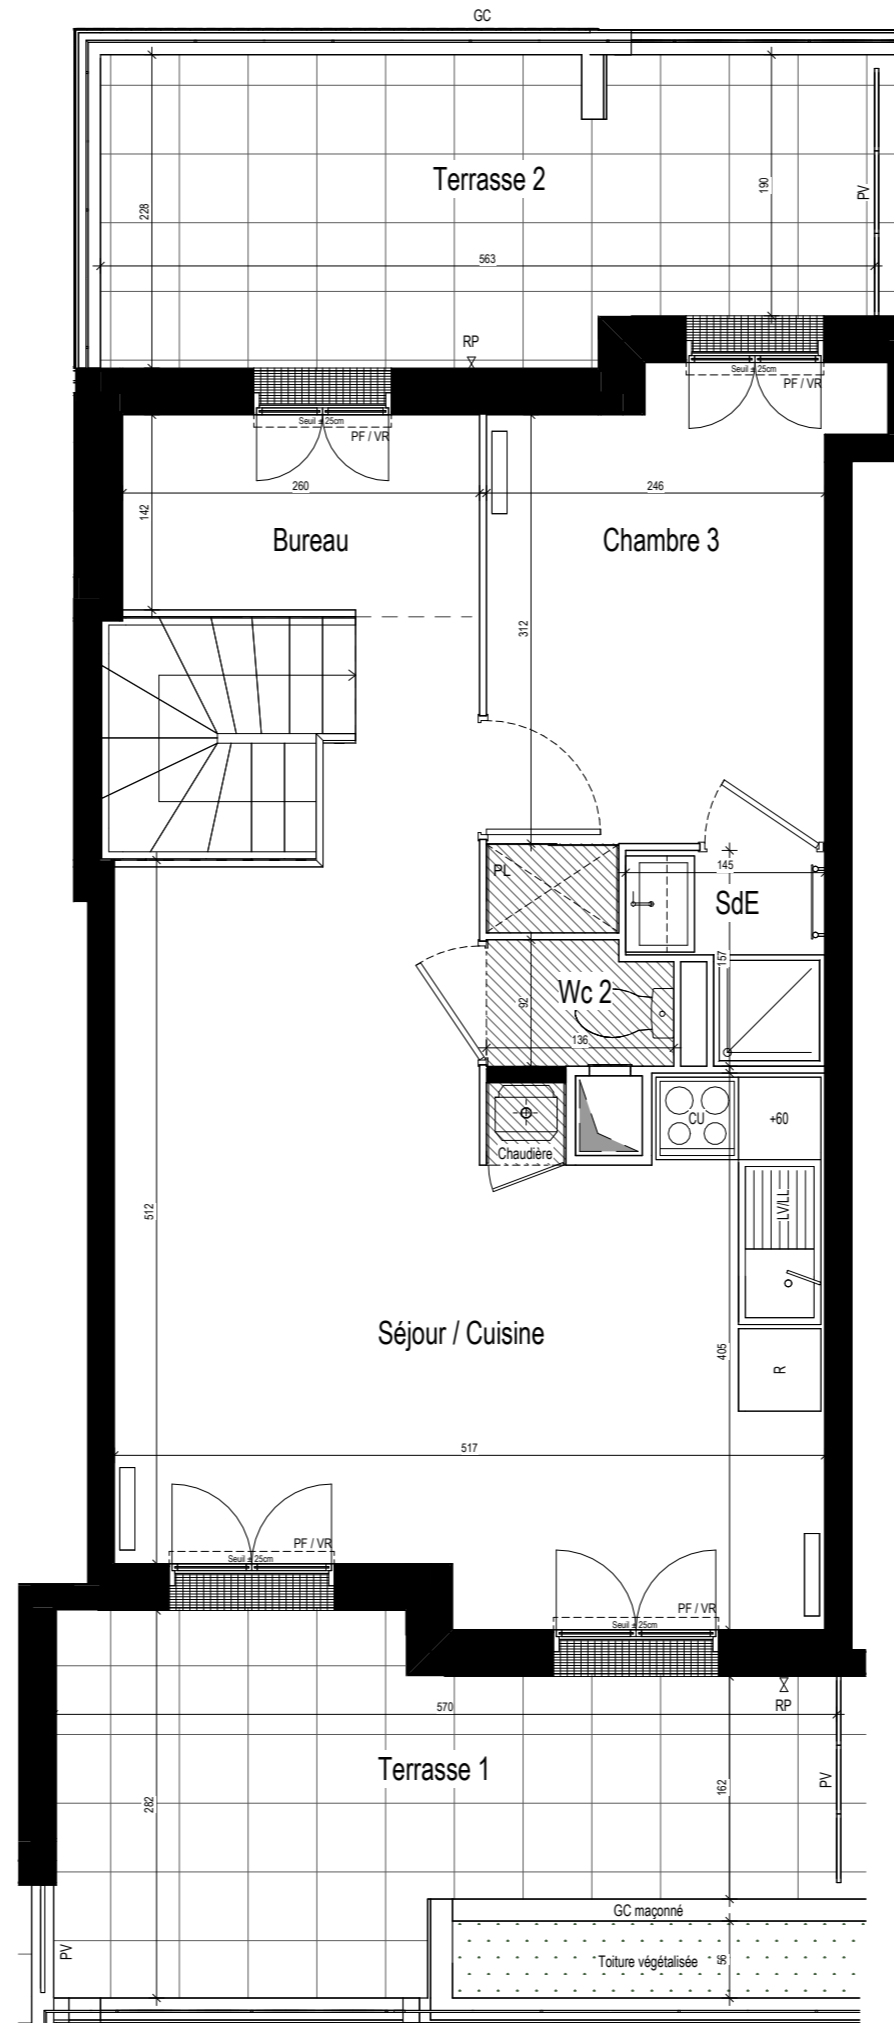 GC
Terrasse 2
228
190
PV
563
RP
Seuil ± 25cm
PF / VR
Seuil ± 25cm
PF / VR
260
246
142
Bureau
Chambre 3
312
PL
145
SdE
157
Wc 2
92
136
CU
+60
Chaudière
LV/LL
512
Séjour / Cuisine
405
R
517
PF / VR
Seuil ± 25cm
PF / VR
Seuil ± 25cm
570
RP
Terrasse 1
282
162
PV
GC maçonné
PV
Toiture végétalisée
56